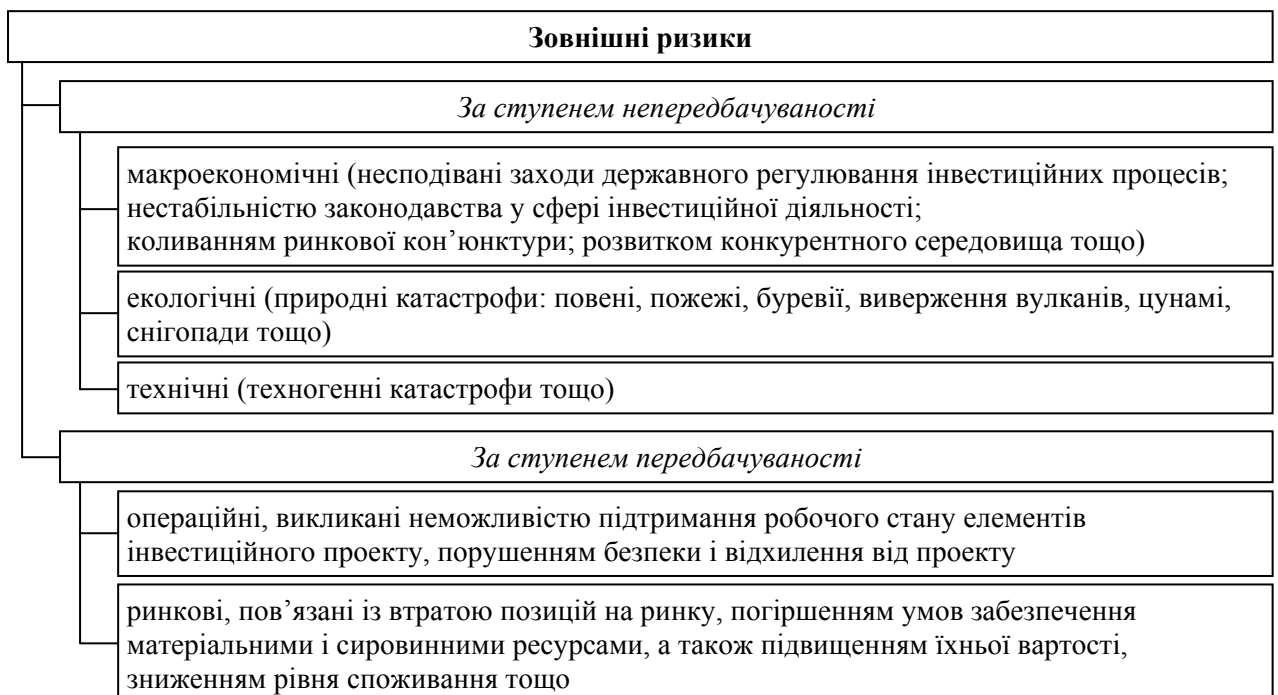 Зовнішні ризики
За ступенем непередбачуваності
макроекономічні (несподівані заходи державного регулювання інвестиційних процесів;
нестабільністю законодавства у сфері інвестиційної діяльності;
коливанням ринкової кон’юнктури; розвитком конкурентного середовища тощо)
екологічні (природні катастрофи: повені, пожежі, буревії, виверження вулканів, цунамі,
снігопади тощо)
технічні (техногенні катастрофи тощо)
За ступенем передбачуваності
операційні, викликані неможливістю підтримання робочого стану елементів
інвестиційного проекту, порушенням безпеки і відхилення від проекту
ринкові, пов’язані із втратою позицій на ринку, погіршенням умов забезпечення
матеріальними і сировинними ресурсами, а також підвищенням їхньої вартості,
зниженням рівня споживання тощо